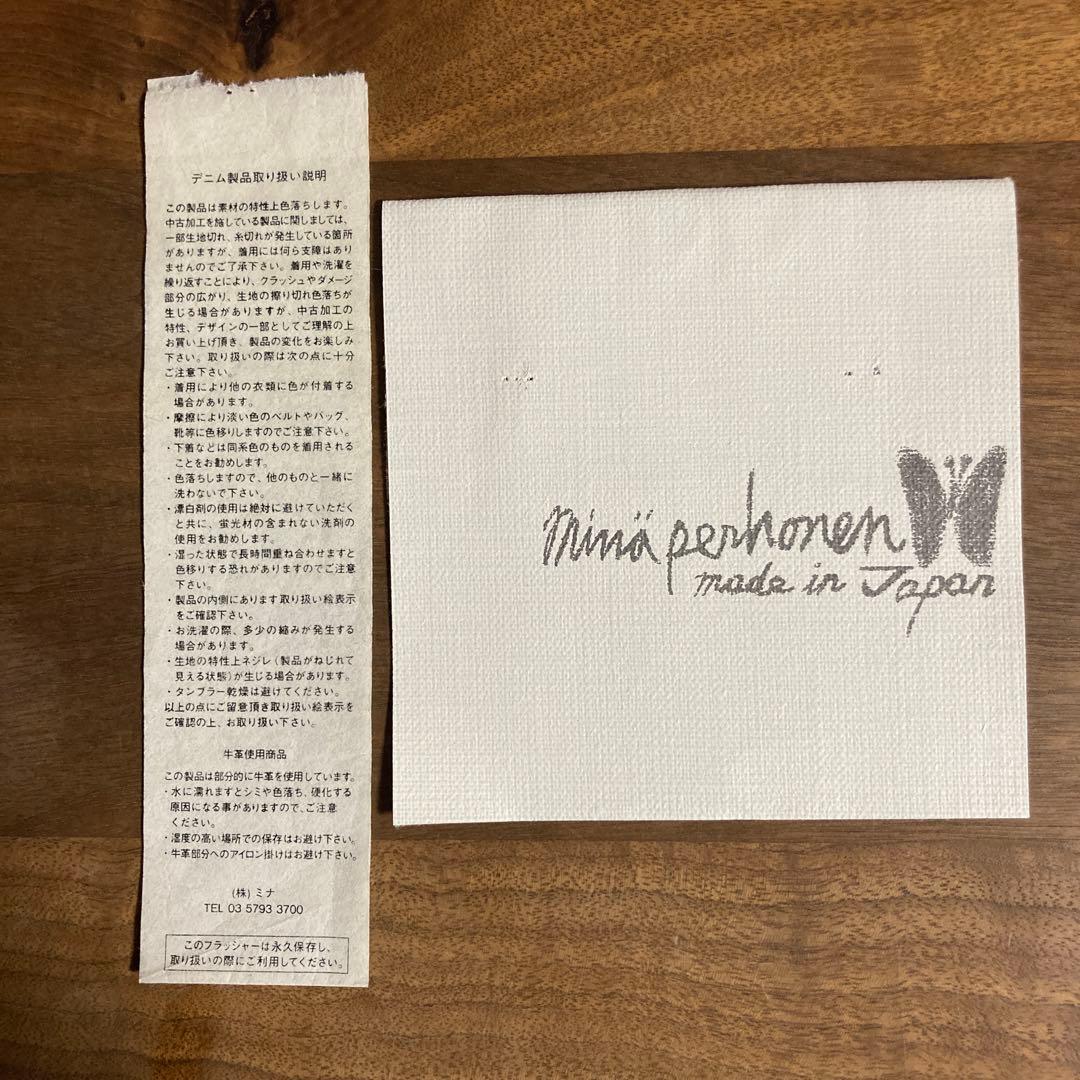 デニム製品取り扱い説明
この製品は素材の特性上色落ちします。
中古加工を施している製品に関しましては、
一部生地切れ、糸切れが発生している箇所
がありますが、着用には何ら支障はあり
ませんのでご了承下さい。着用や洗濯を
繰り返すことにより、クラッシュやダメージ
部分の広がり、生地の擦り切れ色落ちが
生じる場合がありますが、中古加工の
特性、デザインの一部としてご理解の上
お買い上げ頂き、製品の変化をお楽しみ
下さい。取り扱いの際は次の点に十分
ご注意下さい。
・着用により他の衣類に色が付着する
場合があります。
・摩擦により淡い色のベルトやバッグ、
靴等に色移りしますのでご注意下さい。
・下着などは同系色のものを着用される
ことをお勧めします。
・色落ちしますので、他のものと一緒に
洗わないで下さい。
・漂白剤の使用は絶対に避けていただく
と共に、蛍光材の含まれない洗剤の
使用をお勧めします。
・湿った状態で長時間重ね合わせますと
色移りする恐れがありますのでご注意
下さい。
・製品の内側にあります取り扱い絵表示
をご確認下さい。
・お洗濯の際、多少の縮みが発生する
場合があります。
・生地の特性上ネジレ(製品がねじれて
見える状態)が生じる場合があります。
・タンブラー乾燥は避けてください。
以上の点にご留意頂き取り扱い絵表示を
ご確認の上、お取り扱い下さい。
牛革使用商品
この製品は部分的に牛革を使用しています。
・水に濡れますとシミや色落ち、硬化する
原因になる事がありますので、ご注意
ください。
・湿度の高い場所での保存はお避け下さい。
・牛革部分へのアイロン掛けはお避け下さい。
(株)ミナ
TEL 03 5793 3700
このフラッシャーは永久保存し、
取り扱いの際にご利用してください。
minä perhonen
made in Japan